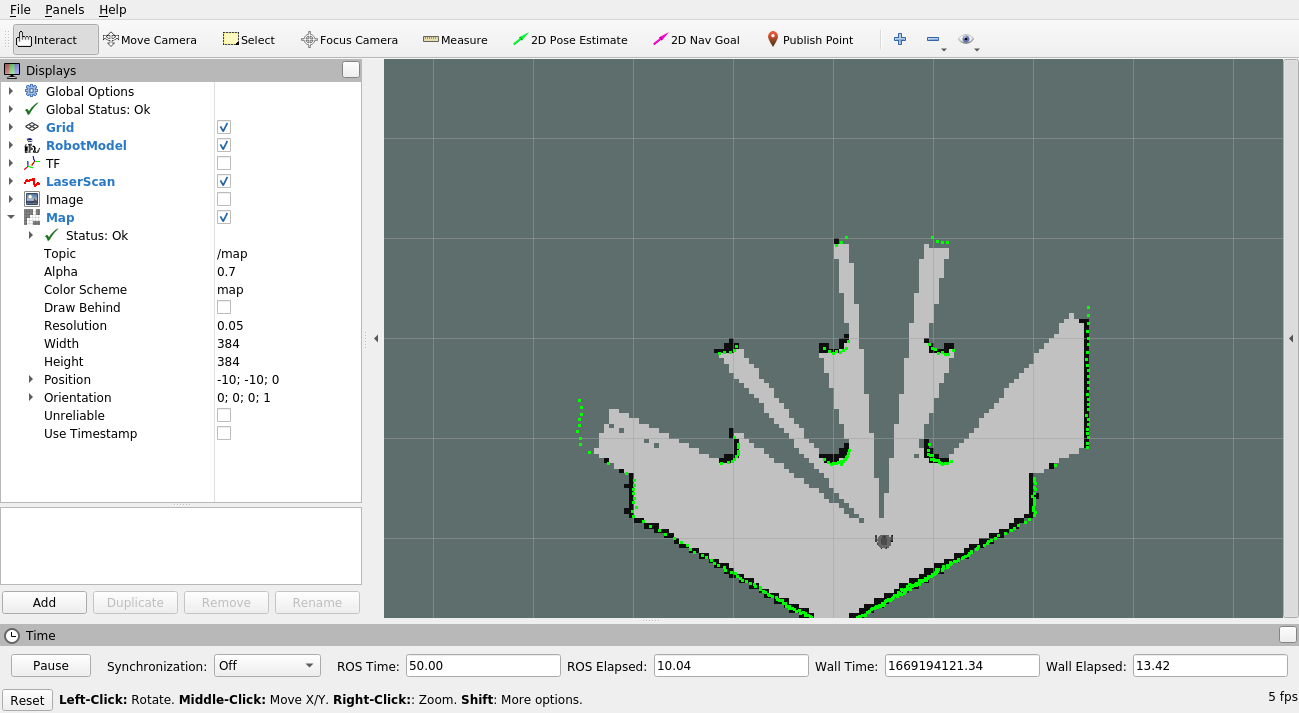 File Panels Help
Interact Move Camera Select Focus Camera Measure 2D Pose Estimate 2D Nav Goal Publish Point
Displays
Global Options
Global Status: Ok
Grid
RobotModel
TF
LaserScan
Image
Map
Status: Ok
Topic /map
Alpha 0.7
Color Scheme map
Draw Behind
Resolution 0.05
Width 384
Height 384
Position -10; -10; 0
Orientation 0; 0; 0; 1
Unreliable
Use Timestamp
Add Duplicate Remove Rename
Time
Pause Synchronization: Off ROS Time: 50.00 ROS Elapsed: 10.04 Wall Time: 1669194121.34 Wall Elapsed: 13.42
Reset Left-Click: Rotate. Middle-Click: Move X/Y. Right-Click:: Zoom. Shift: More options. 5 fps